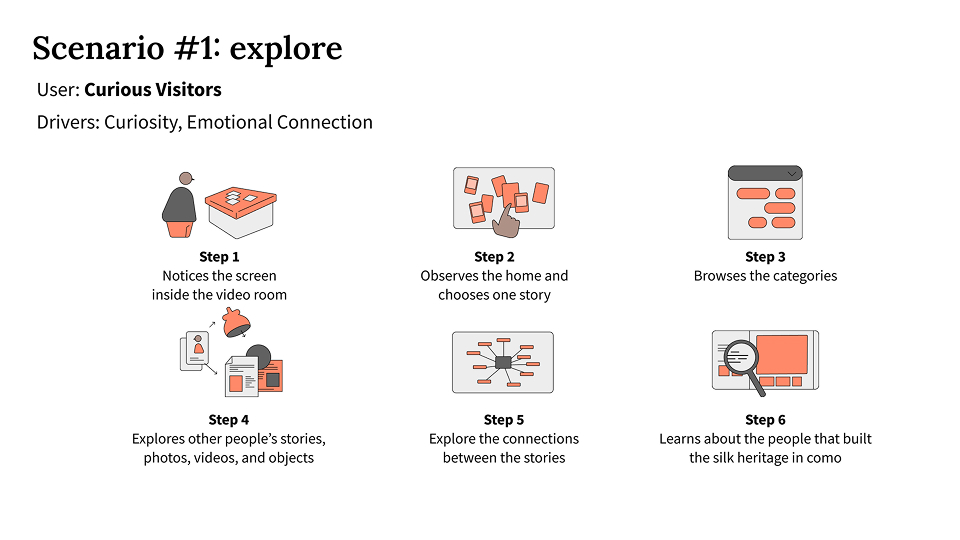 Scenario #1: explore
User: Curious Visitors
Drivers: Curiosity, Emotional Connection
Step 1
Notices the screen
inside the video room
Step 2
Observes the home and
chooses one story
Step 3
Browses the categories
Step 4
Explores other people’s stories,
photos, videos, and objects
Step 5
Explore the connections
between the stories
Step 6
Learns about the people that built
the silk heritage in como